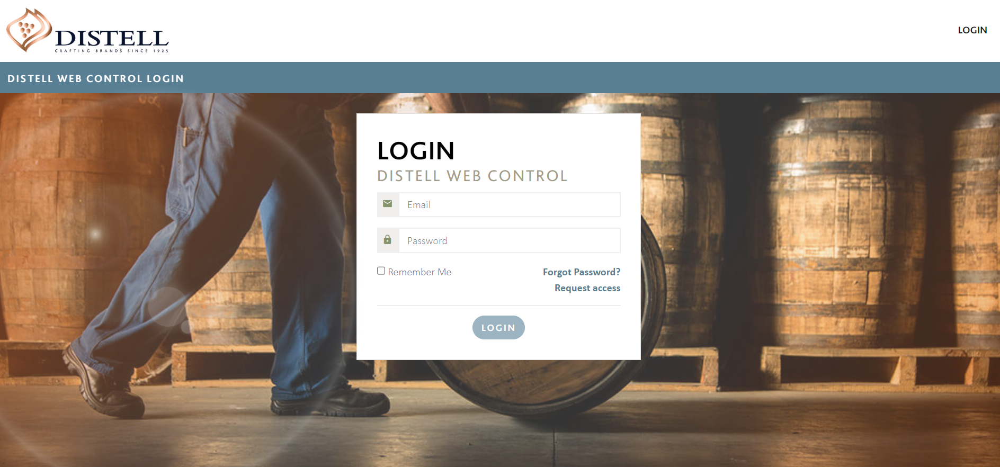 DISTELL
CRAFTING BRANDS SINCE 1925
LOGIN
DISTELL WEB CONTROL LOGIN
LOGIN
DISTELL WEB CONTROL
Email
Password
Remember Me
Forgot Password?
Request access
LOGIN